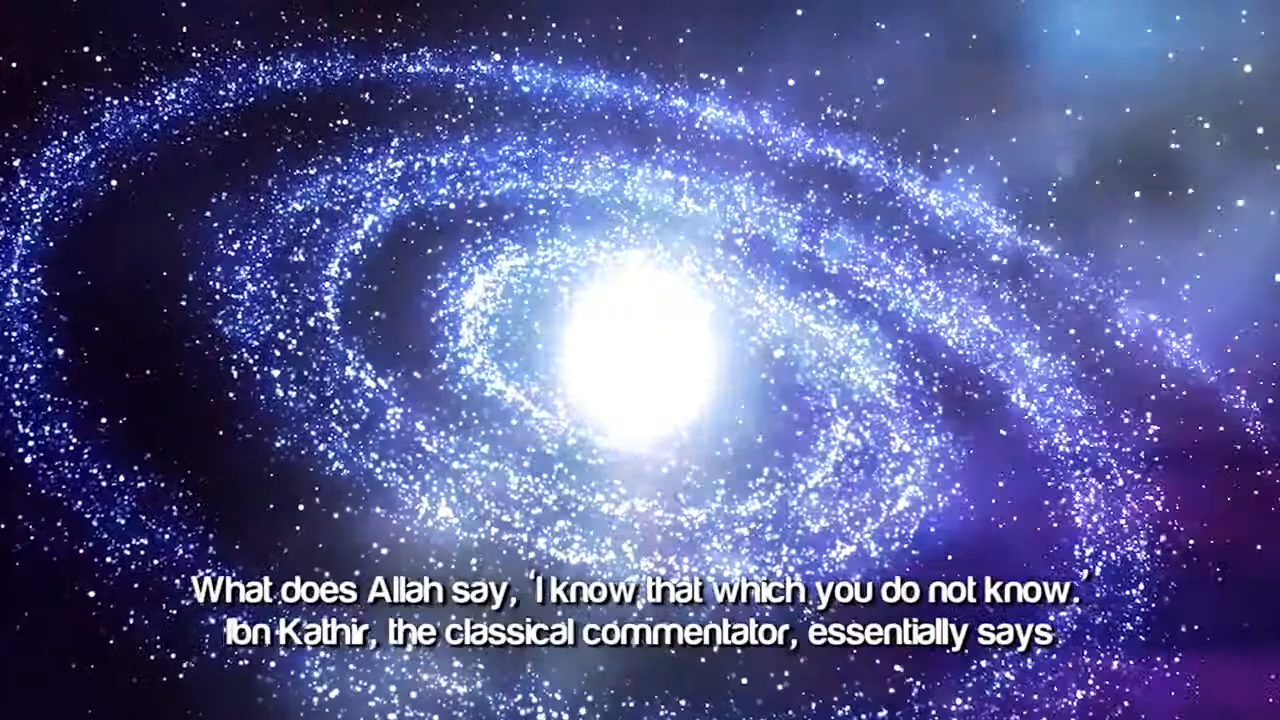 What does Allah say, 'I know that which you do not know.'
Ibn Kathir, the classical commentator, essentially says